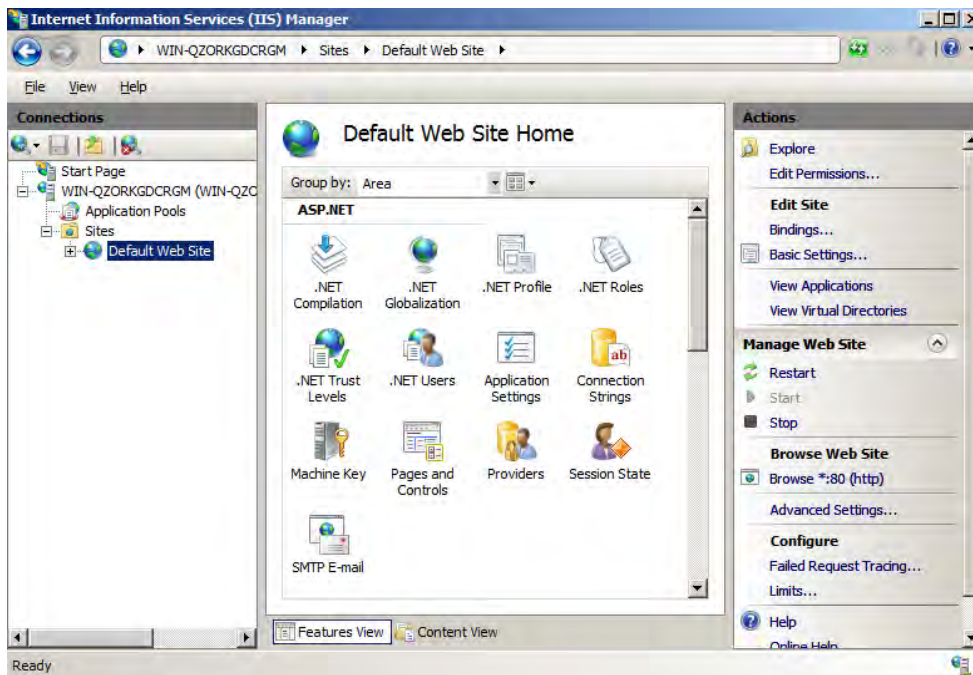 Internet Information Services (IIS) Manager
WIN-QZORKGDCRGM Sites Default Web Site
File View Help
Connections
Start Page
WIN-QZORKGDCRGM (WIN-QZO
Application Pools
Sites
Default Web Site
Default Web Site Home
Group by: Area
ASP.NET
.NET Compilation
.NET Globalization
.NET Profile
.NET Roles
.NET Trust Levels
.NET Users
Application Settings
Connection Strings
ab
Machine Key
Pages and Controls
Providers
Session State
SMTP E-mail
Features View
Content View
Actions
Explore
Edit Permissions...
Edit Site
Bindings...
Basic Settings...
View Applications
View Virtual Directories
Manage Web Site
Restart
Start
Stop
Browse Web Site
Browse *:80 (http)
Advanced Settings...
Configure
Failed Request Tracing...
Limits...
Help
Online Help
Ready